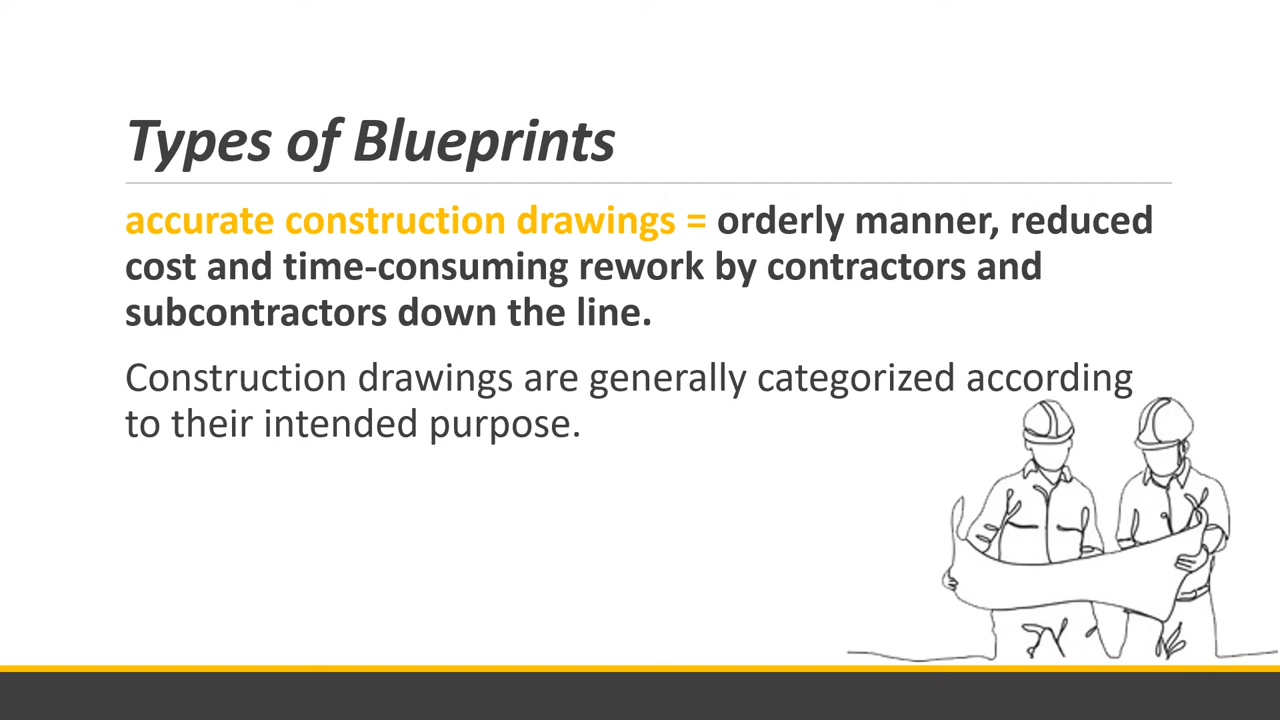 Types of Blueprints
accurate construction drawings = orderly manner, reduced
cost and time-consuming rework by contractors and
subcontractors down the line.
Construction drawings are generally categorized according
to their intended purpose.